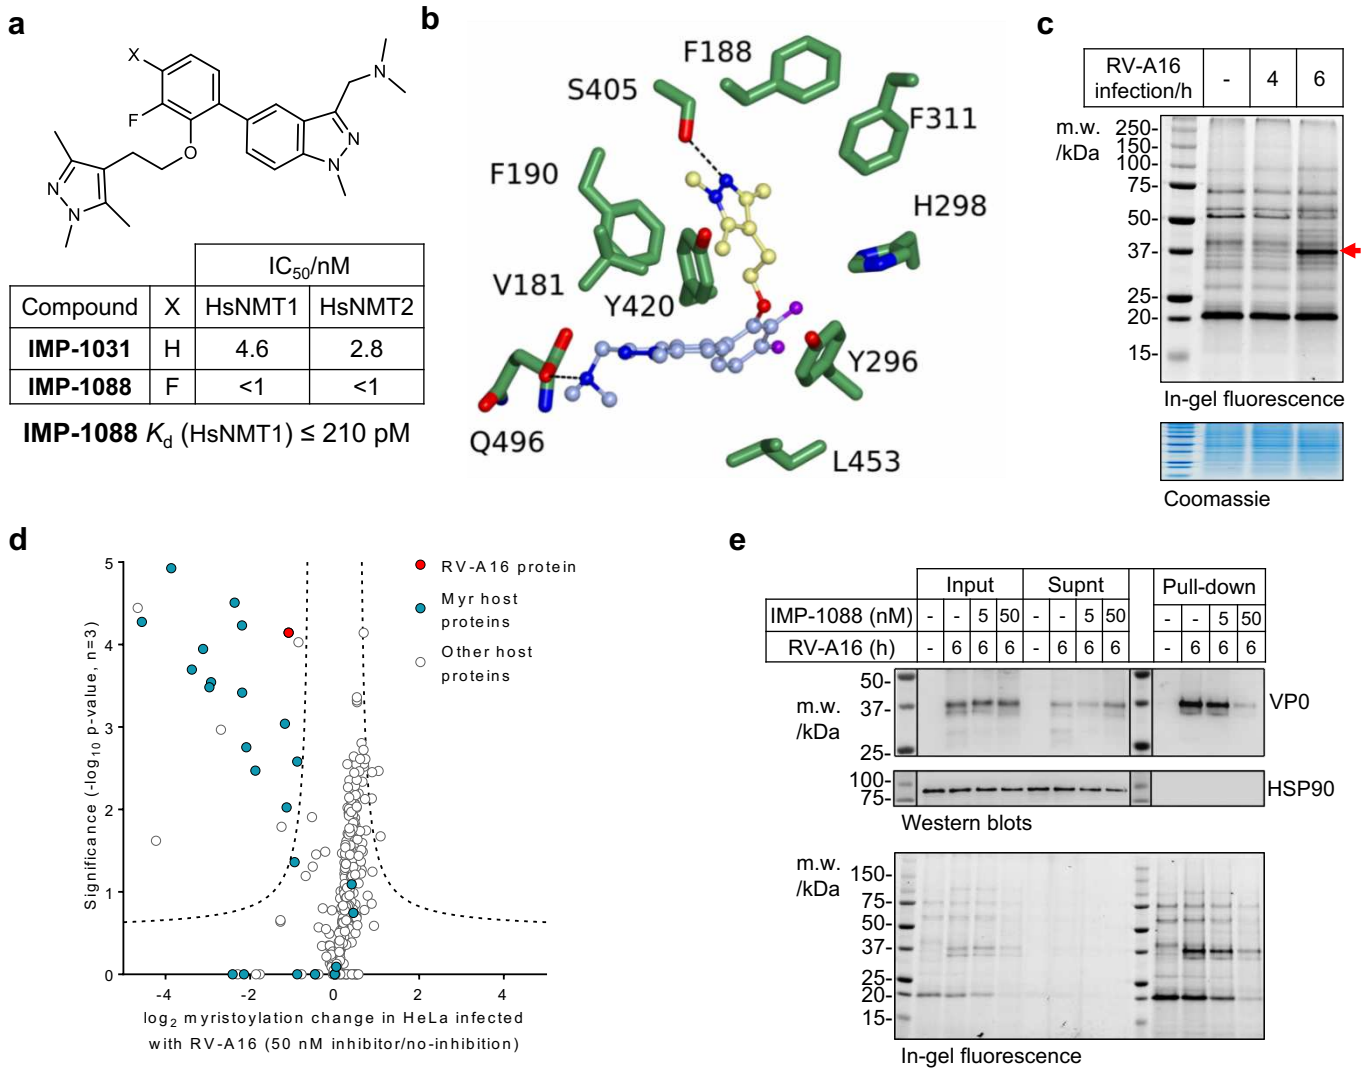 a
X
F
O
N
N
N
N
N
IC50/nM
Compound X HsNMT1 HsNMT2
IMP-1031 H 4.6 2.8
IMP-1088 F <1 <1
IMP-1088 Kd (HsNMT1) ≤ 210 pM
b
F188
S405
F311
F190
H298
V181
Y420
Y296
Q496
L453
c
RV-A16 infection/h - 4 6
m.w. /kDa
250-
150-
100-
75-
50-
37-
25-
20-
15-
In-gel fluorescence
Coomassie
d
Significance (-log10 p-value, n=3)
5
4
3
2
1
0
-4 -2 0 2 4
log2 myristoylation change in HeLa infected
with RV-A16 (50 nM inhibitor/no-inhibition)
RV-A16 protein
Myr host
proteins
Other host
proteins
e
Input Supnt Pull-down
IMP-1088 (nM) - - 5 50 - - 5 50 - - 5 50
RV-A16 (h) - 6 6 6 - 6 6 6 - 6 6 6
m.w.
/kDa
50-
37-
25-
VP0
100-
75-
HSP90
Western blots
m.w.
/kDa
150-
75-
50-
37-
25-
20-
15-
In-gel fluorescence